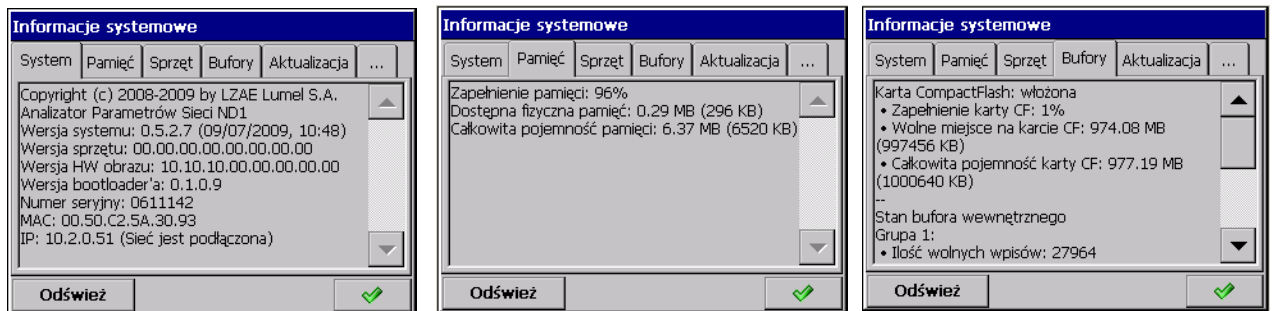 Informacje systemowe
System Pamięć Sprzęt Bufory Aktualizacja ...
Copyright (c) 2008-2009 by LZAE Lumel S.A.
Analizator Parametrów Sieci ND1
Wersja systemu: 0.5.2.7 (09/07/2009, 10:48)
Wersja sprzętu: 00.00.00.00.00.00.00.00
Wersja HW obrazu: 10.10.10.00.00.00.00.00
Wersja bootloader'a: 0.1.0.9
Numer seryjny: 0611142
MAC: 00.50.C2.5A.30.93
IP: 10.2.0.51 (Sieć jest podłączona)
Odśwież
Informacje systemowe
System Pamięć Sprzęt Bufory Aktualizacja ...
Zapełnienie pamięci: 96%
Dostępna fizyczna pamięć: 0.29 MB (296 KB)
Całkowita pojemność pamięci: 6.37 MB (6520 KB)
Odśwież
Informacje systemowe
System Pamięć Sprzęt Bufory Aktualizacja ...
Karta CompactFlash: włożona
• Zapełnienie karty CF: 1%
• Wolne miejsce na karcie CF: 974.08 MB
(997456 KB)
• Całkowita pojemność karty CF: 977.19 MB
(1000640 KB)
--
Stan bufora wewnętrznego
Grupa 1:
• Ilość wolnych wpisów: 27964
Odśwież